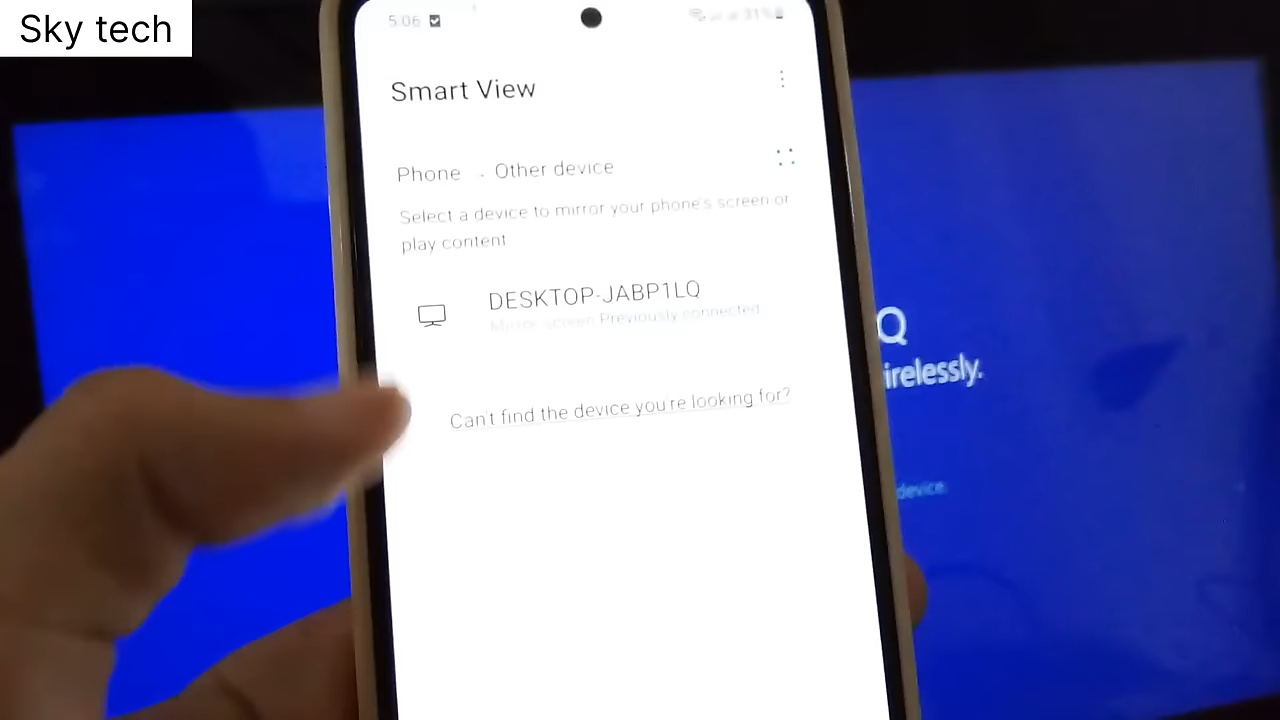 Sky tech
5:06
31%
Smart View
Phone - Other device
Select a device to mirror your phone's screen or
play content
DESKTOP-JABP1LQ
Mirror screen Previously connected
Can't find the device you're looking for?
Q
irelessly.
device.